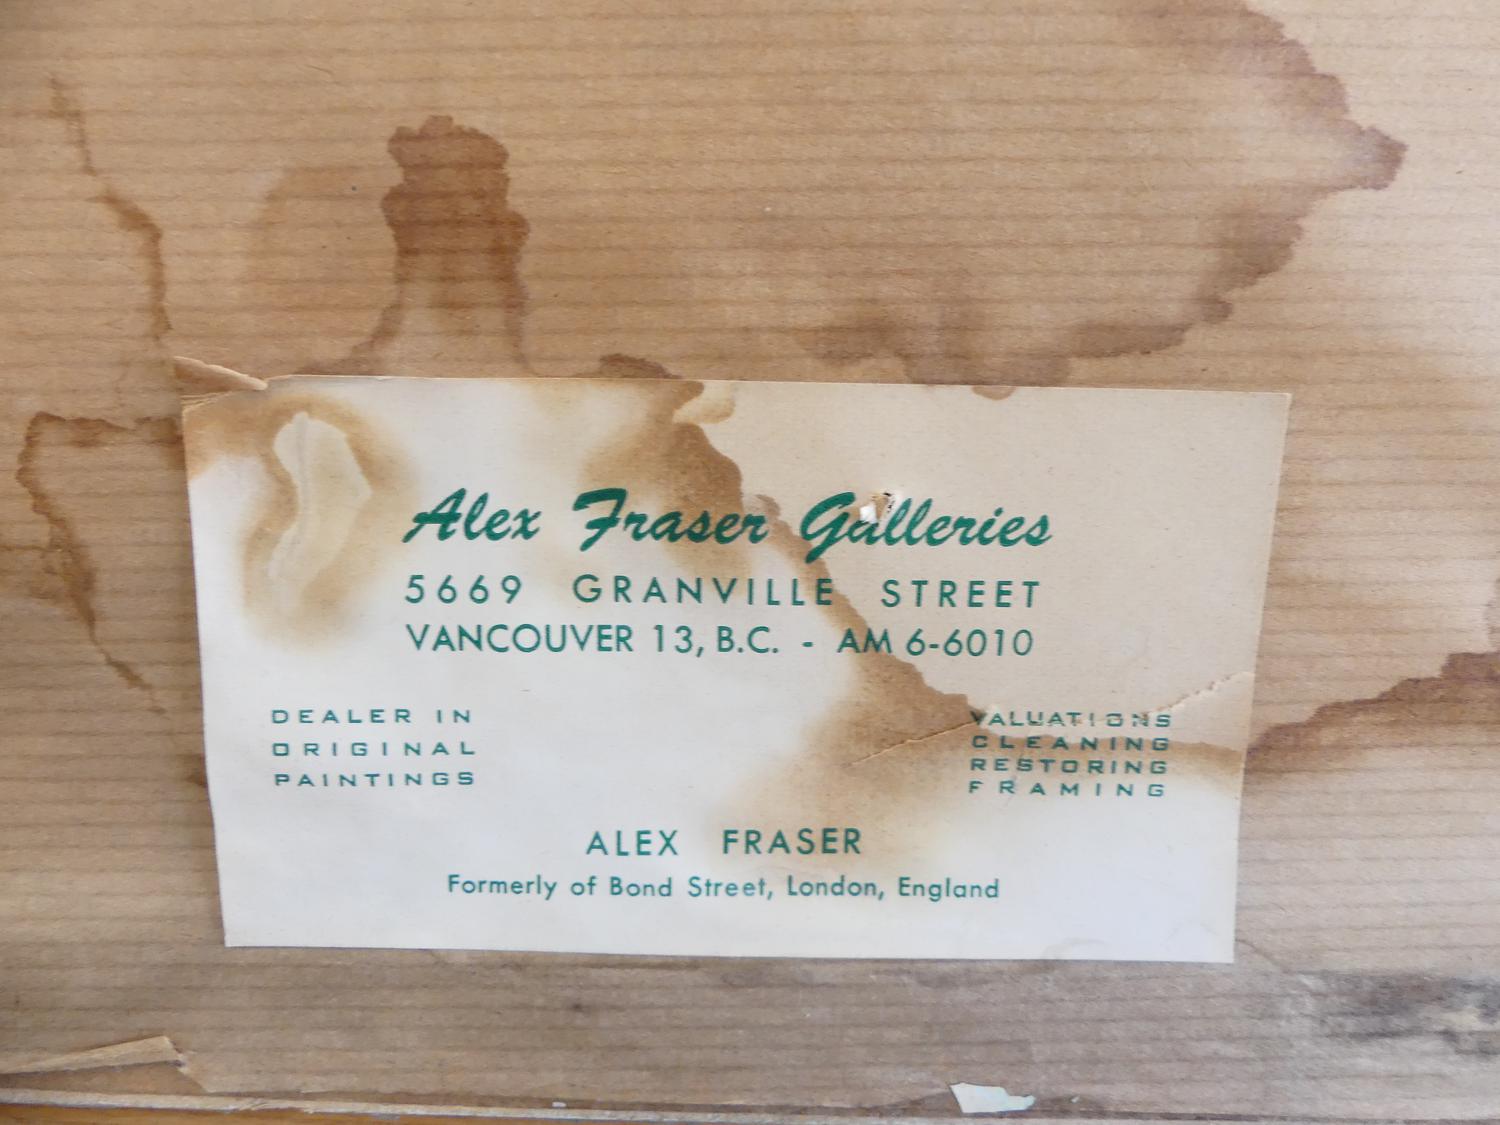 Alex Fraser Galleries
5669 GRANVILLE STREET
VANCOUVER 13, B.C. - AM 6-6010
DEALER IN
ORIGINAL
PAINTINGS
VALUATIONS
CLEANING
RESTORING
FRAMING
ALEX FRASER
Formerly of Bond Street, London, England